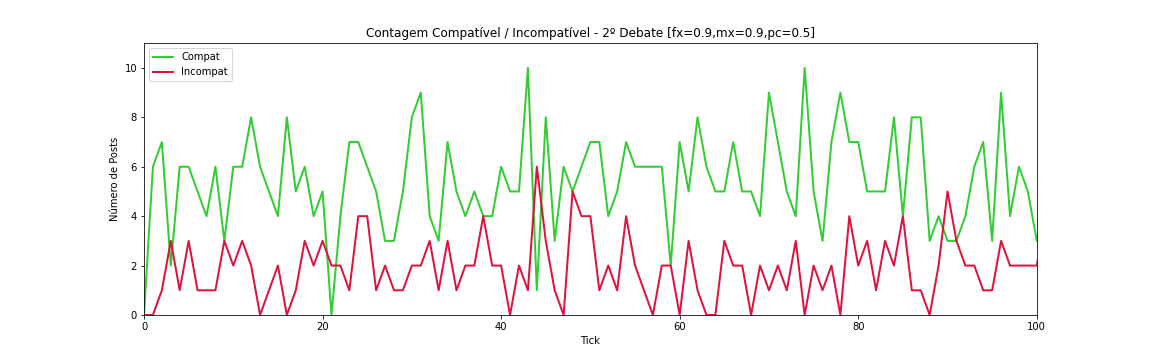 Contagem Compatível / Incompatível - 2º Debate [fx=0.9,mx=0.9,pc=0.5]
Compat
Incompat
Número de Posts
10
8
6
4
2
0
0 20 40 60 80 100
Tick